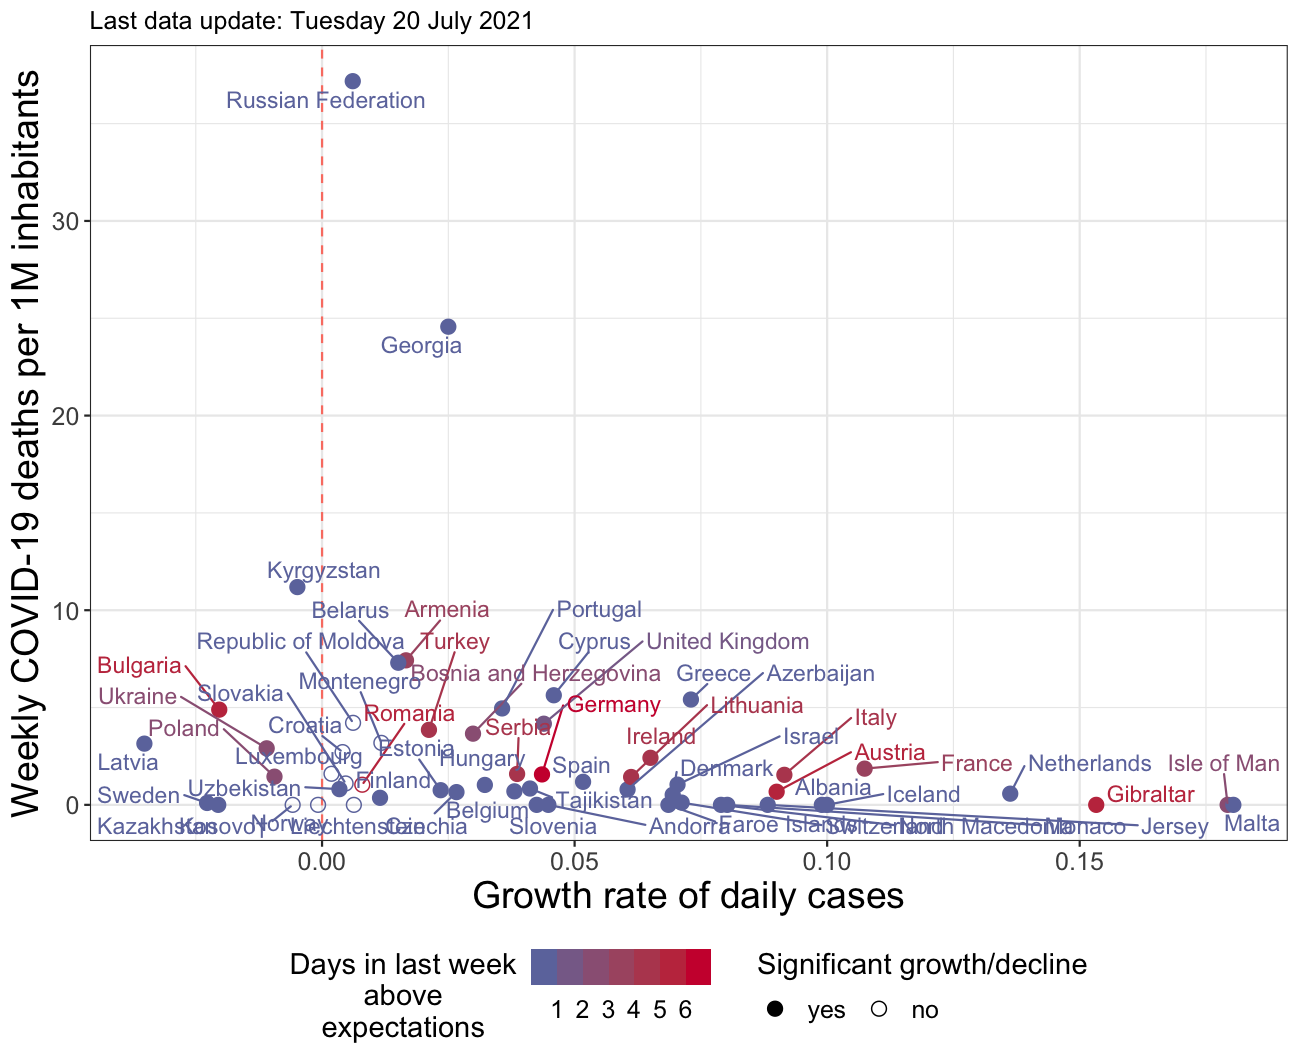 Last data update: Tuesday 20 July 2021
Weekly COVID-19 deaths per 1M inhabitants
Russian Federation
30
Georgia
20
Kyrgyzstan
10
Belarus
Armenia
Portugal
Republic of Moldova
Turkey
Cyprus
United Kingdom
Bulgaria
Bosnia and Herzegovina
Greece
Azerbaijan
Ukraine
Slovakia
Montenegro
Germany
Lithuania
Poland
Croatia
Romania
Serbia
Ireland
Israel
Italy
Latvia
Luxembourg
Estonia
Hungary
Spain
Denmark
Austria
France
Netherlands
Isle of Man
Sweden
Uzbekistan
Finland
Belgium
Tajikistan
Albania
Iceland
Gibraltar
0
Kazakhstan
Kosovo
Norway
Liechtenstein
Czechia
Slovenia
Andorra
Faroe Islands
Switzerland
North Macedonia
Monaco
Jersey
Malta
0.00
0.05
0.10
0.15
Growth rate of daily cases
Days in last week
above
expectations
1 2 3 4 5 6
Significant growth/decline
yes
no